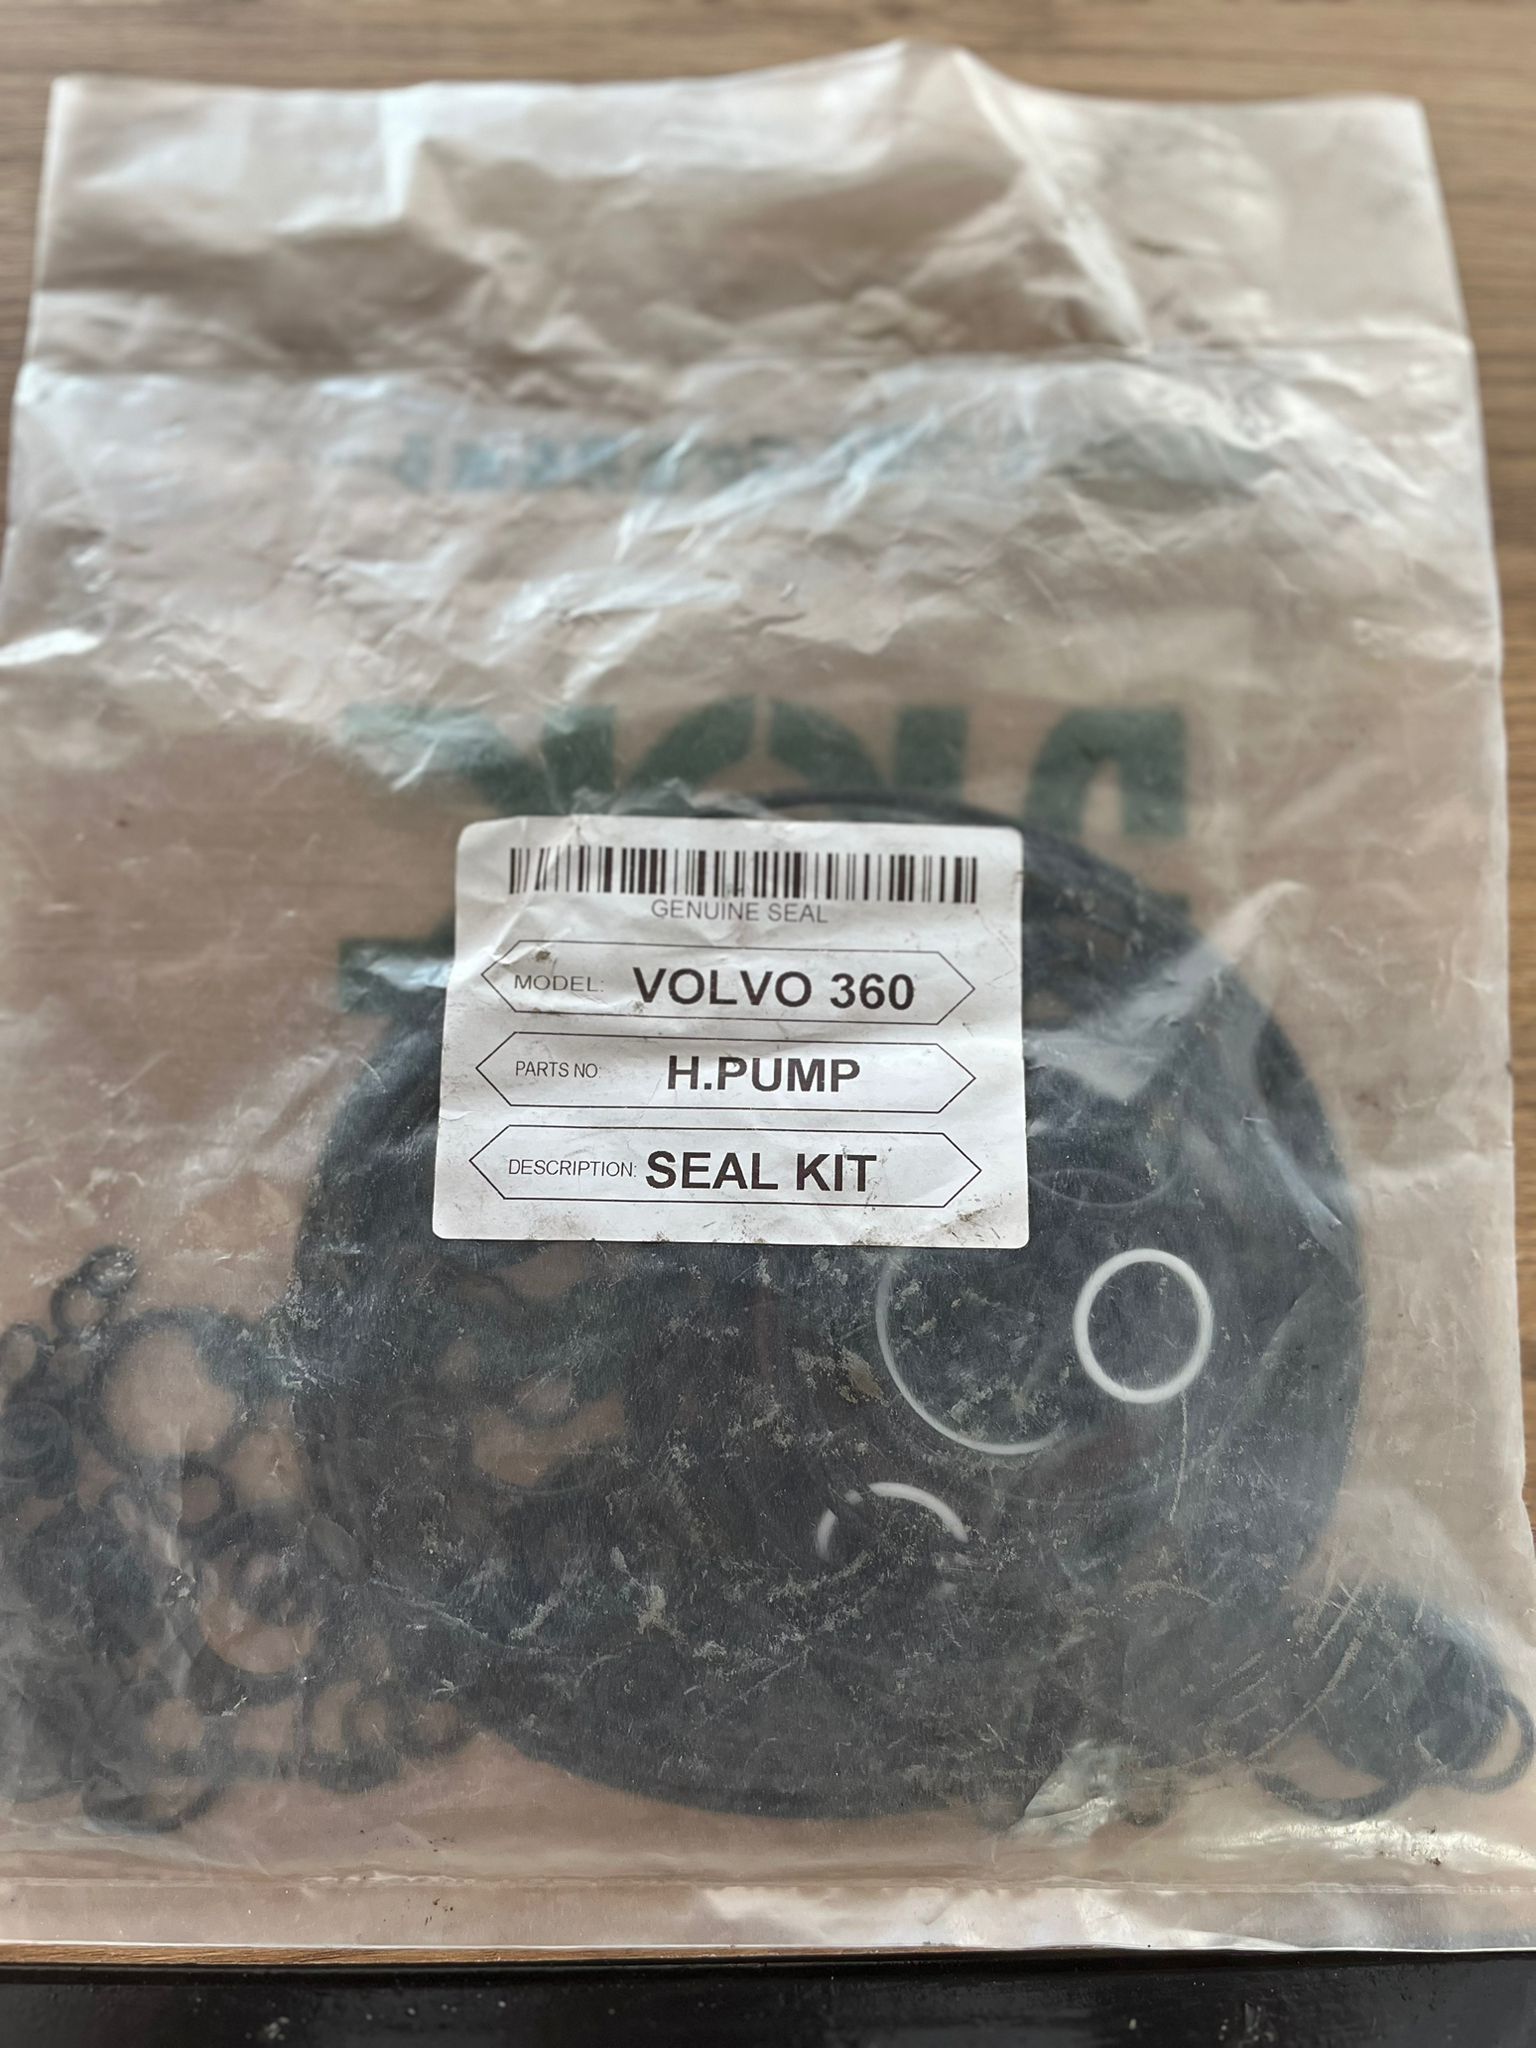 GENUINE SEAL
MODEL: VOLVO 360
PARTS NO: H.PUMP
DESCRIPTION: SEAL KIT